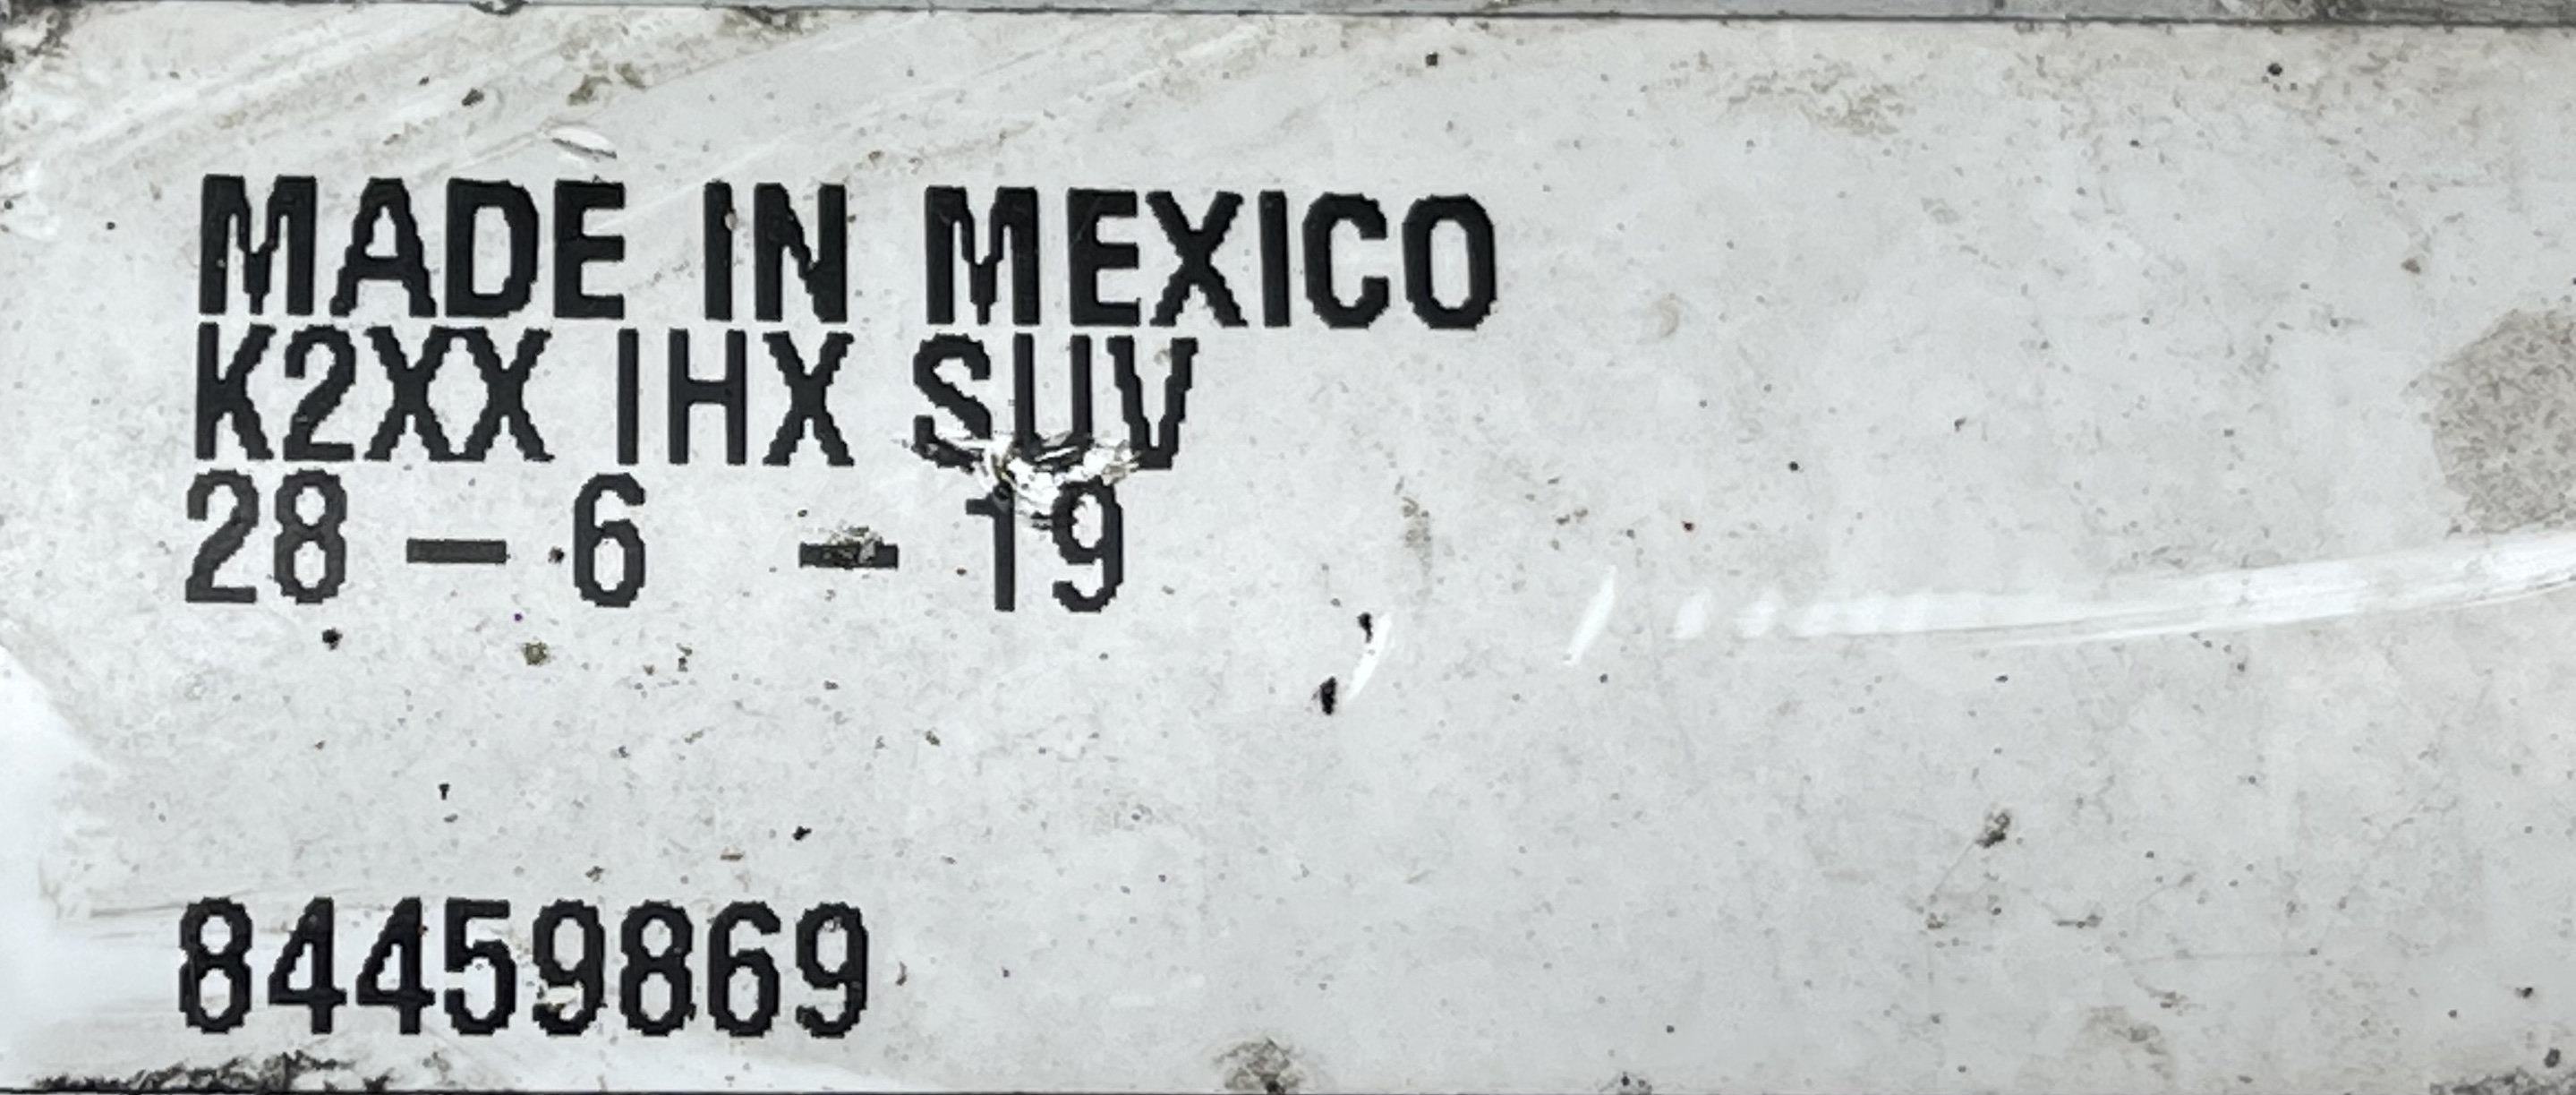 MADE IN MEXICO
K2XX IHX SUV
28 - 6 - 19
84459869